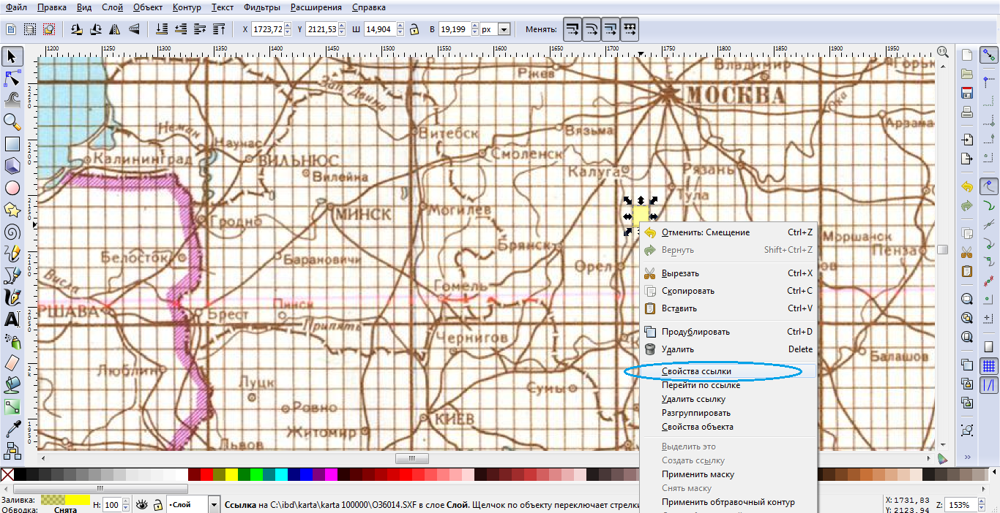 Файл Правка Вид Слой Объект Контур Текст Фильтры Расширения Справка
X 1723,72 Y 2121,53 Ш 14,904 В 19,199 px Менять:
1200 1250 1300 1350 1400 1450 1500 1550 1600 1650 1700 1750 1800 1850 1900 1950
Ржев
Владимир
Горьк
Зап. Двина
МОСКВА
Ока
Арзама
Неман
Каунас
Витебск
Вязьма
Калининград
ВИЛЬНЮС
Смоленск
Вилейка
Калуга
Рязань
Тула
Гродно
МИНСК
Могилев
Брянск
Моршанск
Пенза
Белосток
Барановичи
Орел
ов
Висла
Гомель
РШАВА
Пинск
Брест
Припять
Чернигов
Балашов
Люблин
Луцк
Сумы
Ровно
КИЕВ
Житомир
Львов
Отменить: Смещение Ctrl+Z
Вернуть Shift+Ctrl+Z
Вырезать Ctrl+X
Скопировать Ctrl+C
Вставить Ctrl+V
Продублировать Ctrl+D
Удалить Delete
Свойства ссылки
Перейти по ссылке
Удалить ссылку
Разгруппировать
Свойства объекта
Выделить это
Создать ссылку
Применить маску
Снять маску
Применить обтравочный контур
Заливка:
Обводка: Снята
Н: 100
•Слой
Ссылка на C:\ibd\karta\karta 100000\O36014.SXF в слое Слой. Щелчок по объекту переключает стрелки
X: 1731,83
Y: 2123,94
Z: 153%